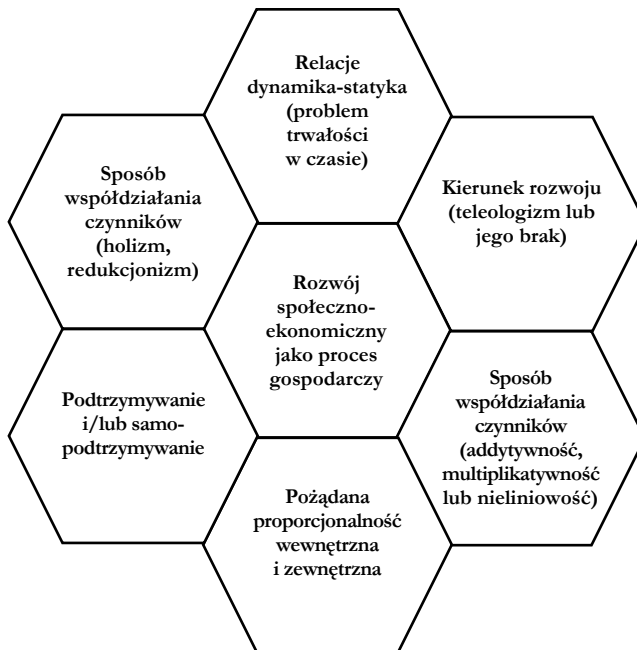 Relacje
dynamika-statyka
(problem
trwałości
w czasie)
Sposób
współdziałania
czynników
(holizm,
redukcjonizm)
Kierunek rozwoju
(teleologizm lub
jego brak)
Rozwój
społeczno-
ekonomiczny
jako proces
gospodarczy
Podtrzymywanie
i/lub samo-
podtrzymywanie
Sposób
współdziałania
czynników
(addytywność,
multiplikatywność
lub nieliniowość)
Pożądana
proporcjonalność
wewnętrzna
i zewnętrzna